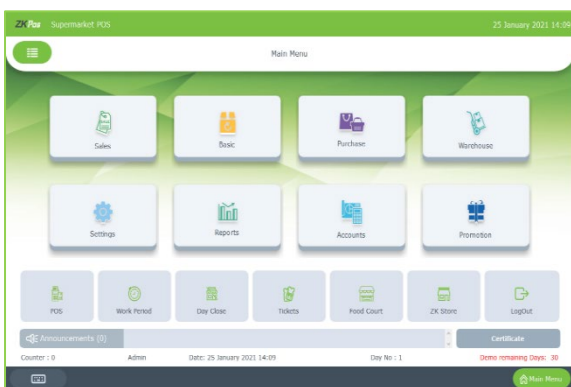 ZKPos Supermarket POS 25 January 2021 14:09
Main Menu
Sales Basic Purchase Warehouse
Settings Reports Accounts Promotion
POS Work Period Day Close Tickets Food Court ZK Store LogOut
Announcements (0) Certificate
Counter : 0 Admin Date: 25 January 2021 14:09 Day No : 1 Demo remaining Days: 30
Main Menu